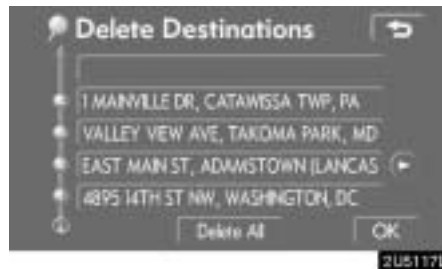 Delete Destinations
1 MAINVILLE DR, CATAWISSA TWP, PA
VALLEY VIEW AVE, TAKOMA PARK, MD
EAST MAIN ST, ADAMSTOWN (LANCAS
4895 14TH ST NW, WASHINGTON, DC
Delete All
OK
2U5117L